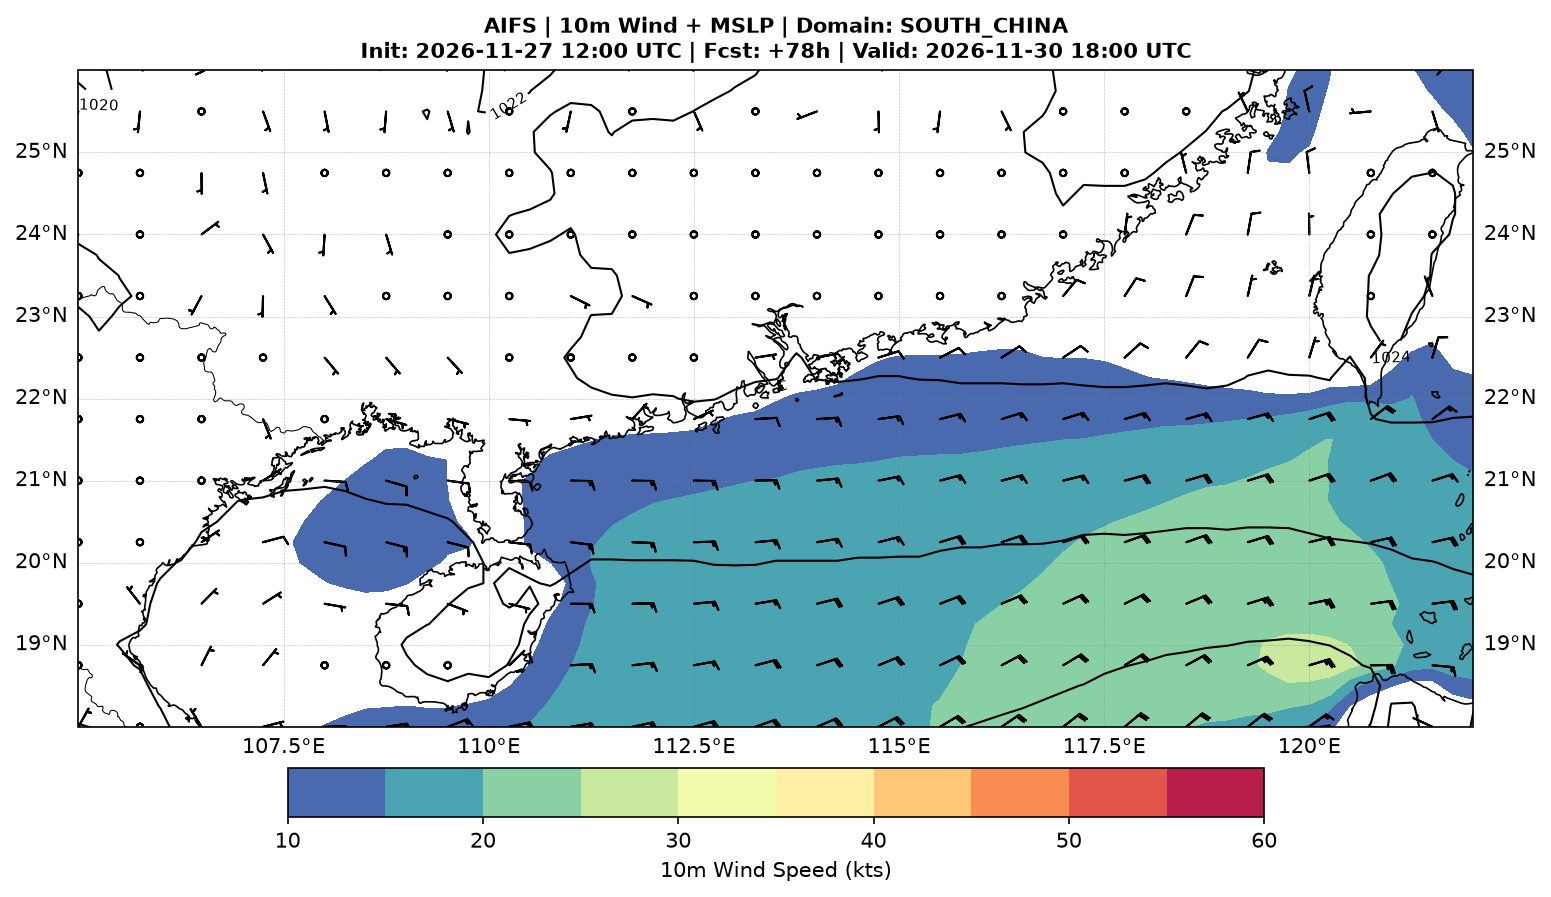 AIFS | 10m Wind + MSLP | Domain: SOUTH_CHINA
Init: 2026-11-27 12:00 UTC | Fcst: +78h | Valid: 2026-11-30 18:00 UTC
1020
1022
25°N
25°N
24°N
24°N
23°N
23°N
1024
22°N
22°N
21°N
21°N
20°N
20°N
19°N
19°N
107.5°E
110°E
112.5°E
115°E
117.5°E
120°E
10
20
30
40
50
60
10m Wind Speed (kts)